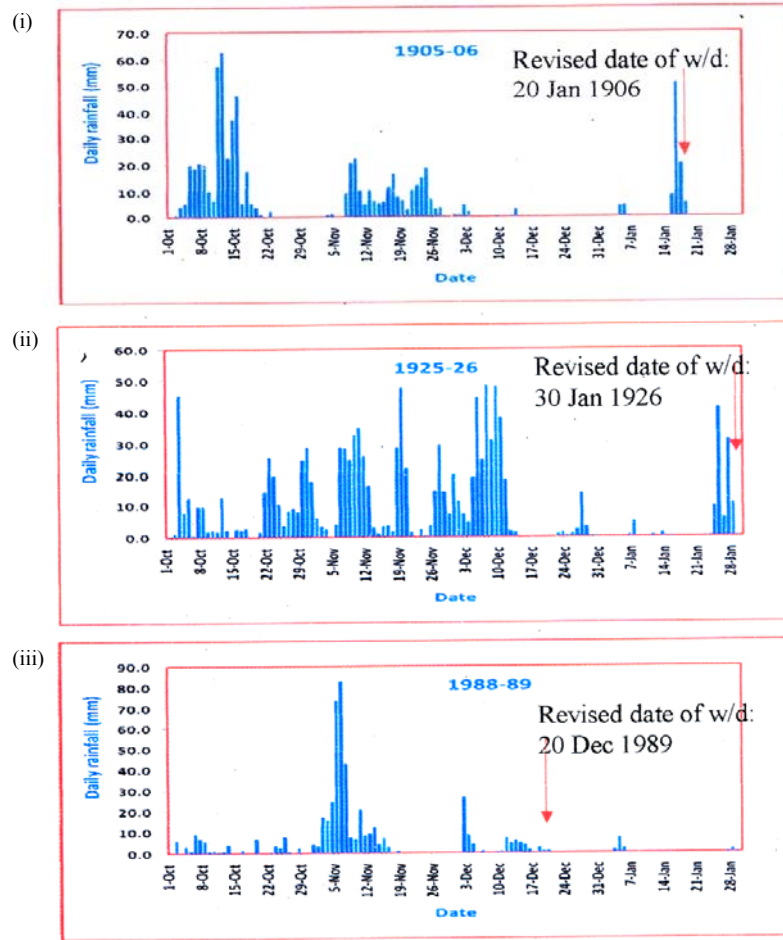 (i)
70.0
60.0
50.0
40.0
30.0
20.0
10.0
0.0
Daily rainfall (mm)
1905-06
Revised date of w/d:
20 Jan 1906
1-Oct
8-Oct
15-Oct
22-Oct
29-Oct
5-Nov
12-Nov
19-Nov
26-Nov
3-Dec
10-Dec
17-Dec
24-Dec
31-Dec
7-Jan
14-Jan
21-Jan
28-Jan
Date
(ii)
60.0
50.0
40.0
30.0
20.0
10.0
0.0
Daily rainfall (mm)
1925-26
Revised date of w/d:
30 Jan 1926
1-Oct
8-Oct
15-Oct
22-Oct
29-Oct
5-Nov
12-Nov
19-Nov
26-Nov
3-Dec
10-Dec
17-Dec
24-Dec
31-Dec
7-Jan
14-Jan
21-Jan
28-Jan
Date
(iii)
90.0
80.0
70.0
60.0
50.0
40.0
30.0
20.0
10.0
0.0
Daily rainfall (mm)
1988-89
Revised date of w/d:
20 Dec 1989
1-Oct
8-Oct
15-Oct
22-Oct
29-Oct
5-Nov
12-Nov
19-Nov
26-Nov
3-Dec
10-Dec
17-Dec
24-Dec
31-Dec
7-Jan
14-Jan
21-Jan
28-Jan
Date